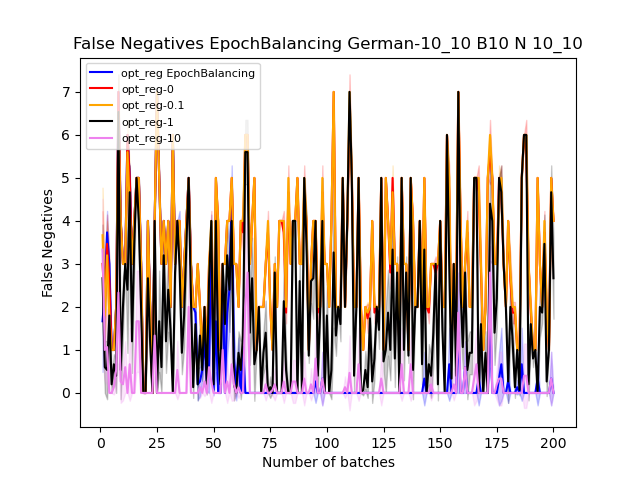 False Negatives EpochBalancing German-10_10 B10 N 10_10
opt_reg EpochBalancing
opt_reg-0
opt_reg-0.1
opt_reg-1
opt_reg-10
False Negatives
7
6
5
4
3
2
1
0
0 25 50 75 100 125 150 175 200
Number of batches